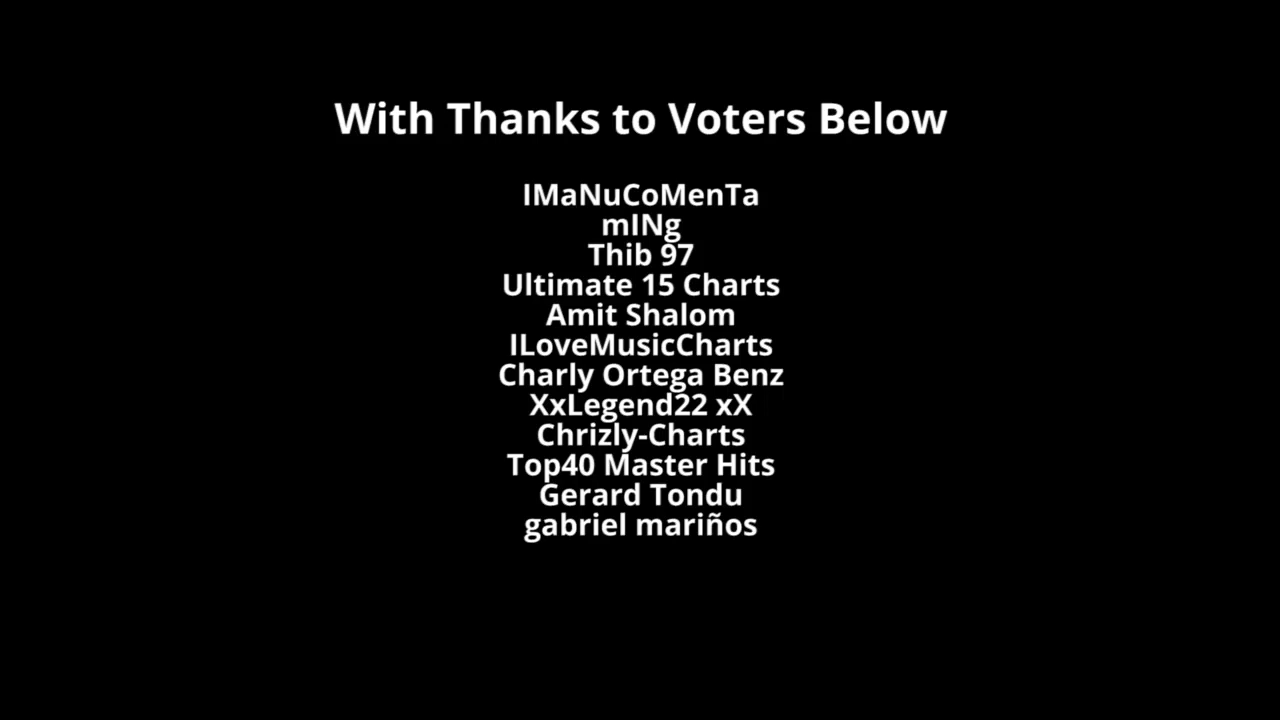 With Thanks to Voters Below
IMaNuCoMenTa
mINg
Thib 97
Ultimate 15 Charts
Amit Shalom
ILoveMusicCharts
Charly Ortega Benz
XxLegend22 xX
Chrizly-Charts
Top40 Master Hits
Gerard Tondu
gabriel mariños